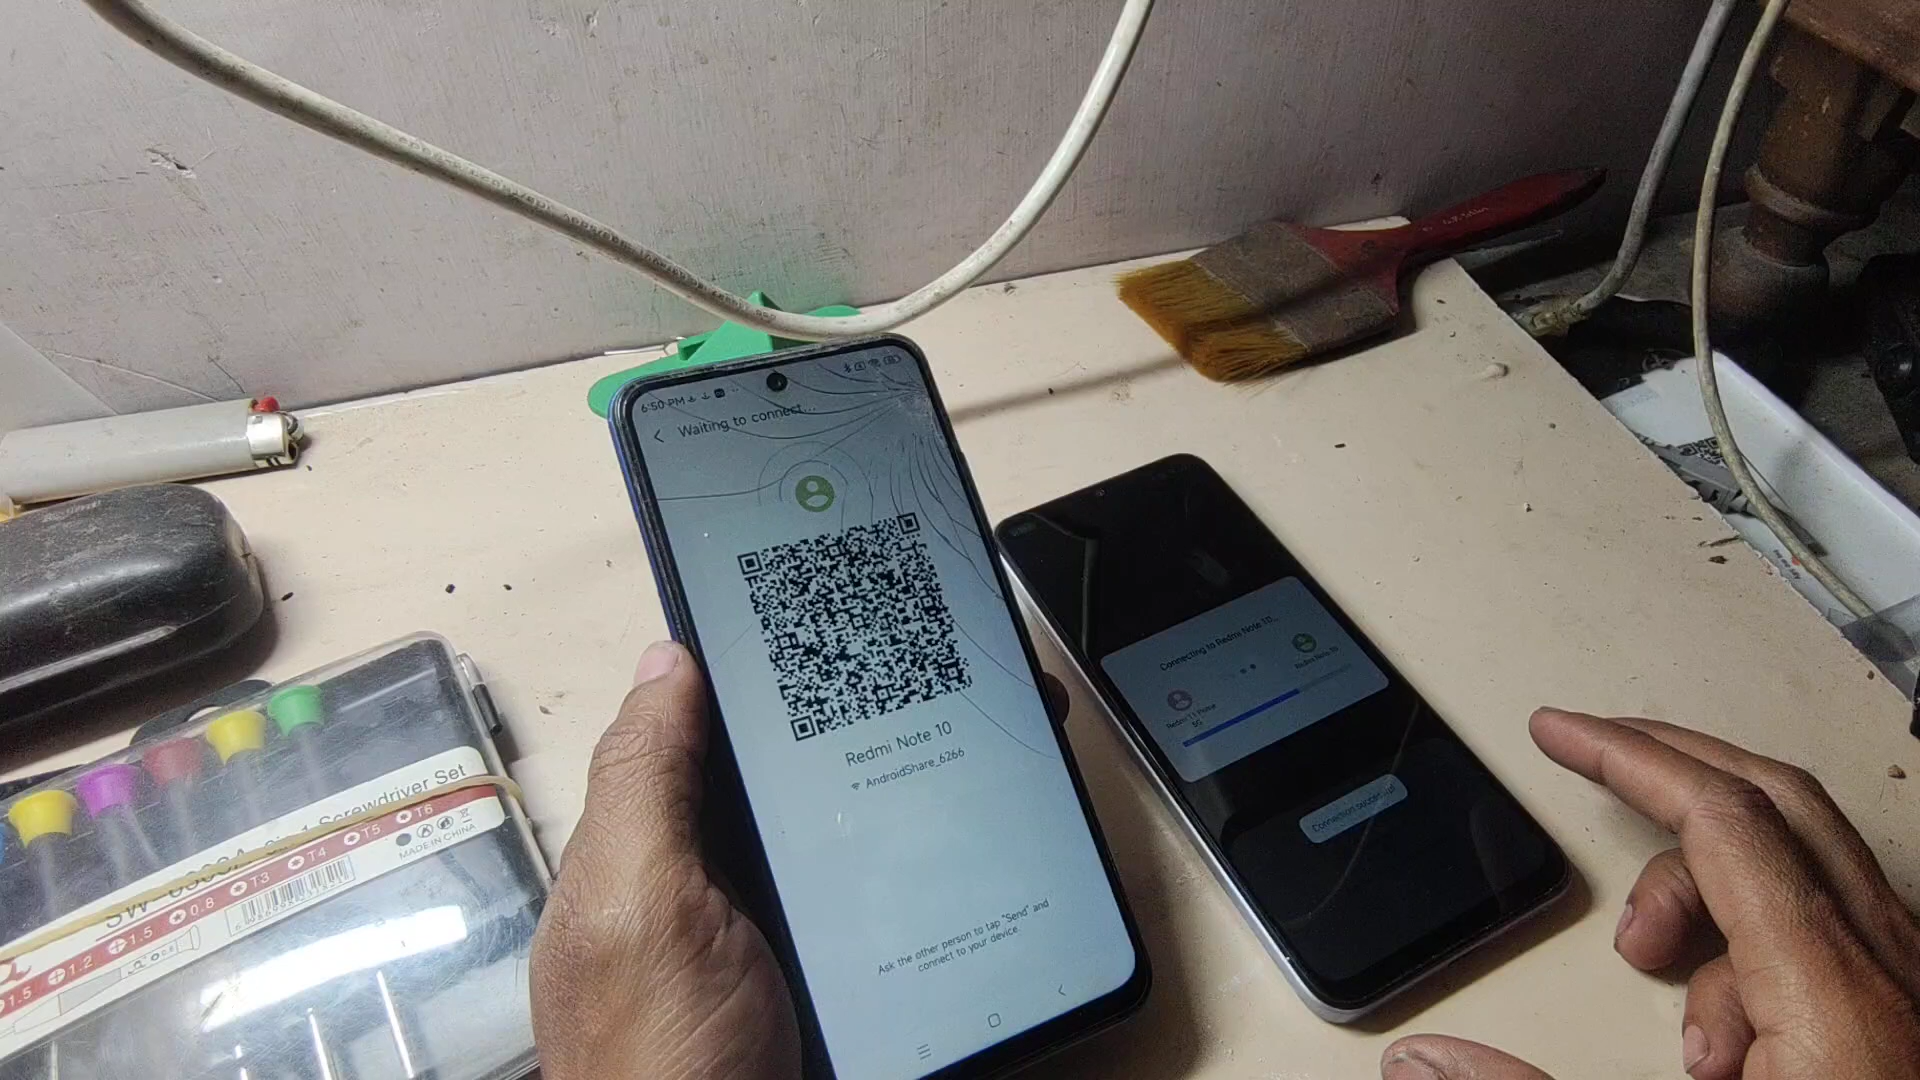 6:50 PM
Waiting to connect...
Redmi Note 10
AndroidShare_6266
Ask the other person to tap "Send" and
connect to your device.
Connecting to Redmi Note 10...
Redmi Note 10
5G
Screwdriver Set
T6
T5
T4
T3
0.8
1.5
1.2
1.5
MADE IN CHINA